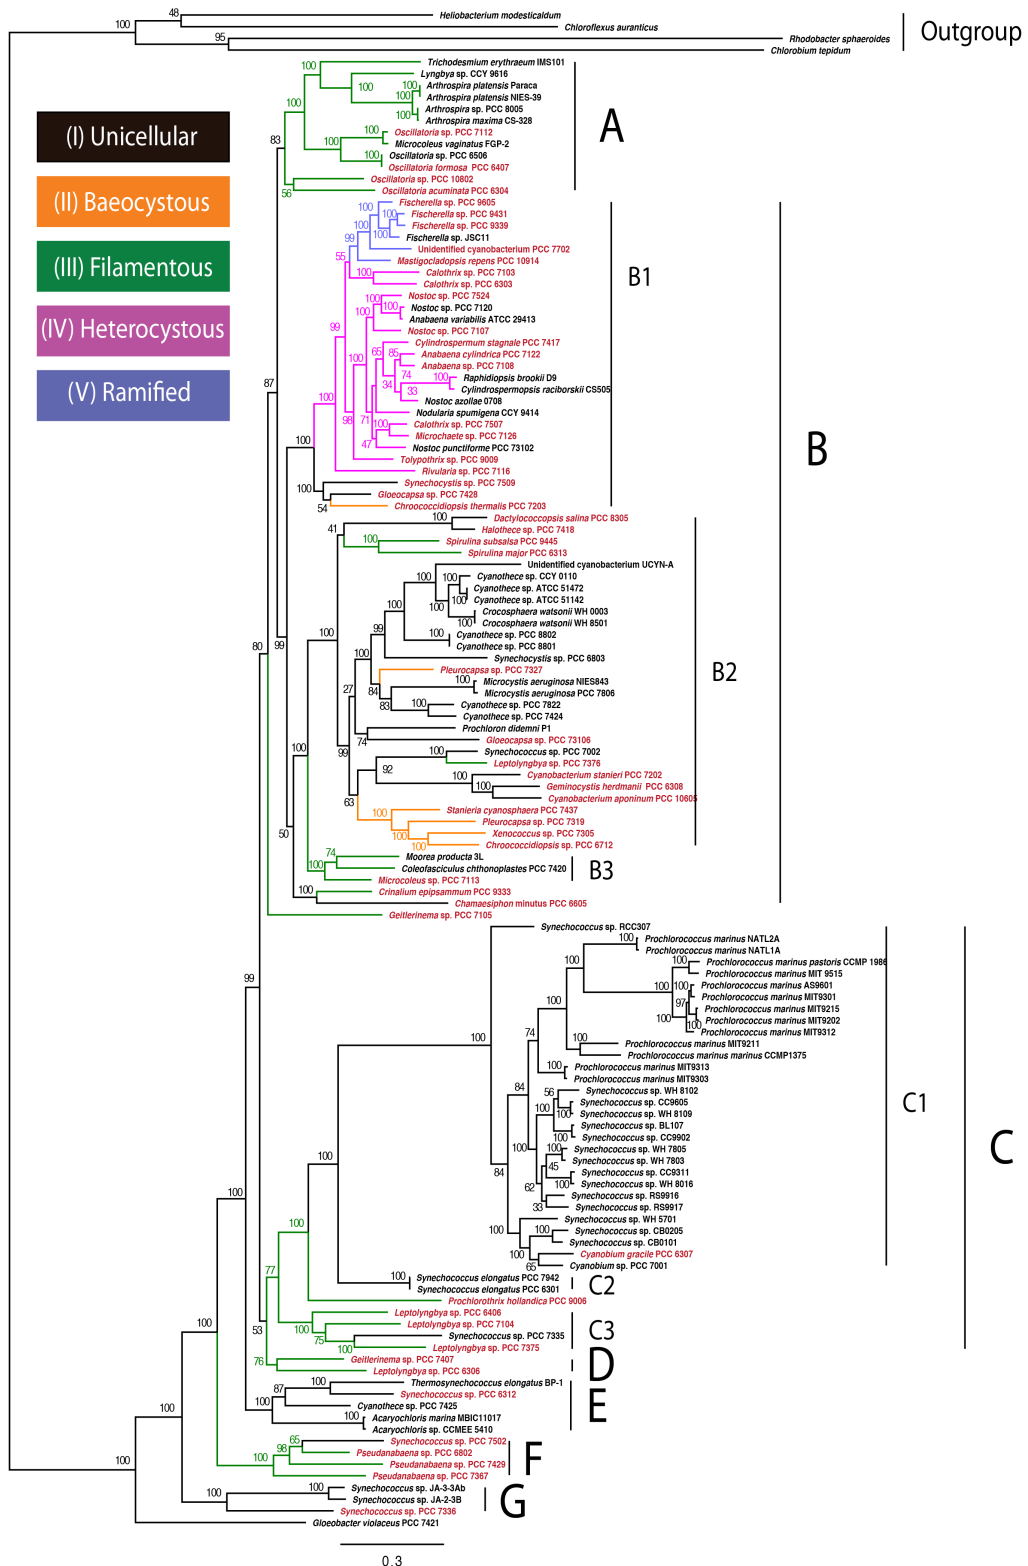 Heliobacterium modesticaldum
Chloroflexus auranticus
Rhodobacter sphaeroides
Chlorobium tepidum
Outgroup
48
100
95
(I) Unicellular
(II) Baeocystous
(III) Filamentous
(IV) Heterocystous
(V) Ramified
Trichodesmium erythraeum IMS101
Lyngbya sp. CCY 9616
Arthrospira platensis Paraca
Arthrospira platensis NIES-39
Arthrospira sp. PCC 8005
Arthrospira maxima CS-328
Oscillatoria sp. PCC 7112
Microcoleus vaginatus FGP-2
Oscillatoria sp. PCC 6506
Oscillatoria formosa PCC 6407
Oscillatoria sp. PCC 10802
Oscillatoria acuminata PCC 6304
A
Fischerella sp. PCC 9605
Fischerella sp. PCC 9431
Fischerella sp. PCC 9339
Fischerella sp. JSC11
Unidentified cyanobacterium PCC 7702
Mastigocladopsis repens PCC 10914
Calothrix sp. PCC 7103
Calothrix sp. PCC 6303
Nostoc sp. PCC 7524
Nostoc sp. PCC 7120
Anabaena variabilis ATCC 29413
Nostoc sp. PCC 7107
Cylindrospermum stagnale PCC 7417
Anabaena cylindrica PCC 7122
Anabaena sp. PCC 7108
Raphidiopsis brookii D9
Cylindrospermopsis raciborskii CS505
Nostoc azollae 0708
Nodularia spumigena CCY 9414
Calothrix sp. PCC 7507
Microchaete sp. PCC 7126
Nostoc punctiforme PCC 73102
Tolypothrix sp. PCC 9009
Rivularia sp. PCC 7116
Synechocystis sp. PCC 7509
Gloeocapsa sp. PCC 7428
Chroococcidiopsis thermalis PCC 7203
B1
Dactylococcopsis salina PCC 8305
Halothece sp. PCC 7418
Spirulina subsalsa PCC 9445
Spirulina major PCC 6313
Unidentified cyanobacterium UCYN-A
Cyanothece sp. CCY 0110
Cyanothece sp. ATCC 51472
Cyanothece sp. ATCC 51142
Crocosphaera watsonii WH 0003
Crocosphaera watsonii WH 8501
Cyanothece sp. PCC 8802
Cyanothece sp. PCC 8801
Synechocystis sp. PCC 6803
Pleurocapsa sp. PCC 7327
Microcystis aeruginosa NIES843
Microcystis aeruginosa PCC 7806
Cyanothece sp. PCC 7822
Cyanothece sp. PCC 7424
Prochloron didemni P1
Gloeocapsa sp. PCC 73106
Synechococcus sp. PCC 7002
Leptolyngbya sp. PCC 7376
Cyanobacterium stanieri PCC 7202
Geminocystis herdmanii PCC 6308
Cyanobacterium aponinum PCC 10605
Stanieria cyanosphaera PCC 7437
Pleurocapsa sp. PCC 7319
Xenococcus sp. PCC 7305
Chroococcidiopsis sp. PCC 6712
B2
Moorea producta 3L
Coleofasciculus chthonoplastes PCC 7420
Microcoleus sp. PCC 7113
B3
Crinalium epipsammum PCC 9333
Chamaesiphon minutus PCC 6605
B
Geitlerinema sp. PCC 7105
Synechococcus sp. RCC307
Prochlorococcus marinus NATL2A
Prochlorococcus marinus NATL1A
Prochlorococcus marinus pastoris CCMP 1986
Prochlorococcus marinus MIT 9515
Prochlorococcus marinus AS9601
Prochlorococcus marinus MIT9301
Prochlorococcus marinus MIT9215
Prochlorococcus marinus MIT9202
Prochlorococcus marinus MIT9312
Prochlorococcus marinus MIT9211
Prochlorococcus marinus marinus CCMP1375
Prochlorococcus marinus MIT9313
Prochlorococcus marinus MIT9303
Synechococcus sp. WH 8102
Synechococcus sp. CC9605
Synechococcus sp. WH 8109
Synechococcus sp. BL107
Synechococcus sp. CC9902
Synechococcus sp. WH 7805
Synechococcus sp. WH 7803
Synechococcus sp. CC9311
Synechococcus sp. WH 8016
Synechococcus sp. RS9916
Synechococcus sp. RS9917
Synechococcus sp. WH 5701
Synechococcus sp. CB0205
Synechococcus sp. CB0101
Cyanobium gracile PCC 6307
Cyanobium sp. PCC 7001
C1
Synechococcus elongatus PCC 7942
Synechococcus elongatus PCC 6301
C2
Prochlorothrix hollandica PCC 9006
Leptolyngbya sp. PCC 6406
Leptolyngbya sp. PCC 7104
Synechococcus sp. PCC 7335
Leptolyngbya sp. PCC 7375
C3
C
Geitlerinema sp. PCC 7407
Leptolyngbya sp. PCC 6306
D
Thermosynechococcus elongatus BP-1
Synechococcus sp. PCC 6312
Cyanothece sp. PCC 7425
Acaryochloris marina MBIC11017
Acaryochloris sp. CCMEE 5410
E
Synechococcus sp. PCC 7502
Pseudanabaena sp. PCC 6802
Pseudanabaena sp. PCC 7429
Pseudanabaena sp. PCC 7367
F
Synechococcus sp. JA-3-3Ab
Synechococcus sp. JA-2-3B
Synechococcus sp. PCC 7336
G
Gloeobacter violaceus PCC 7421
0.3